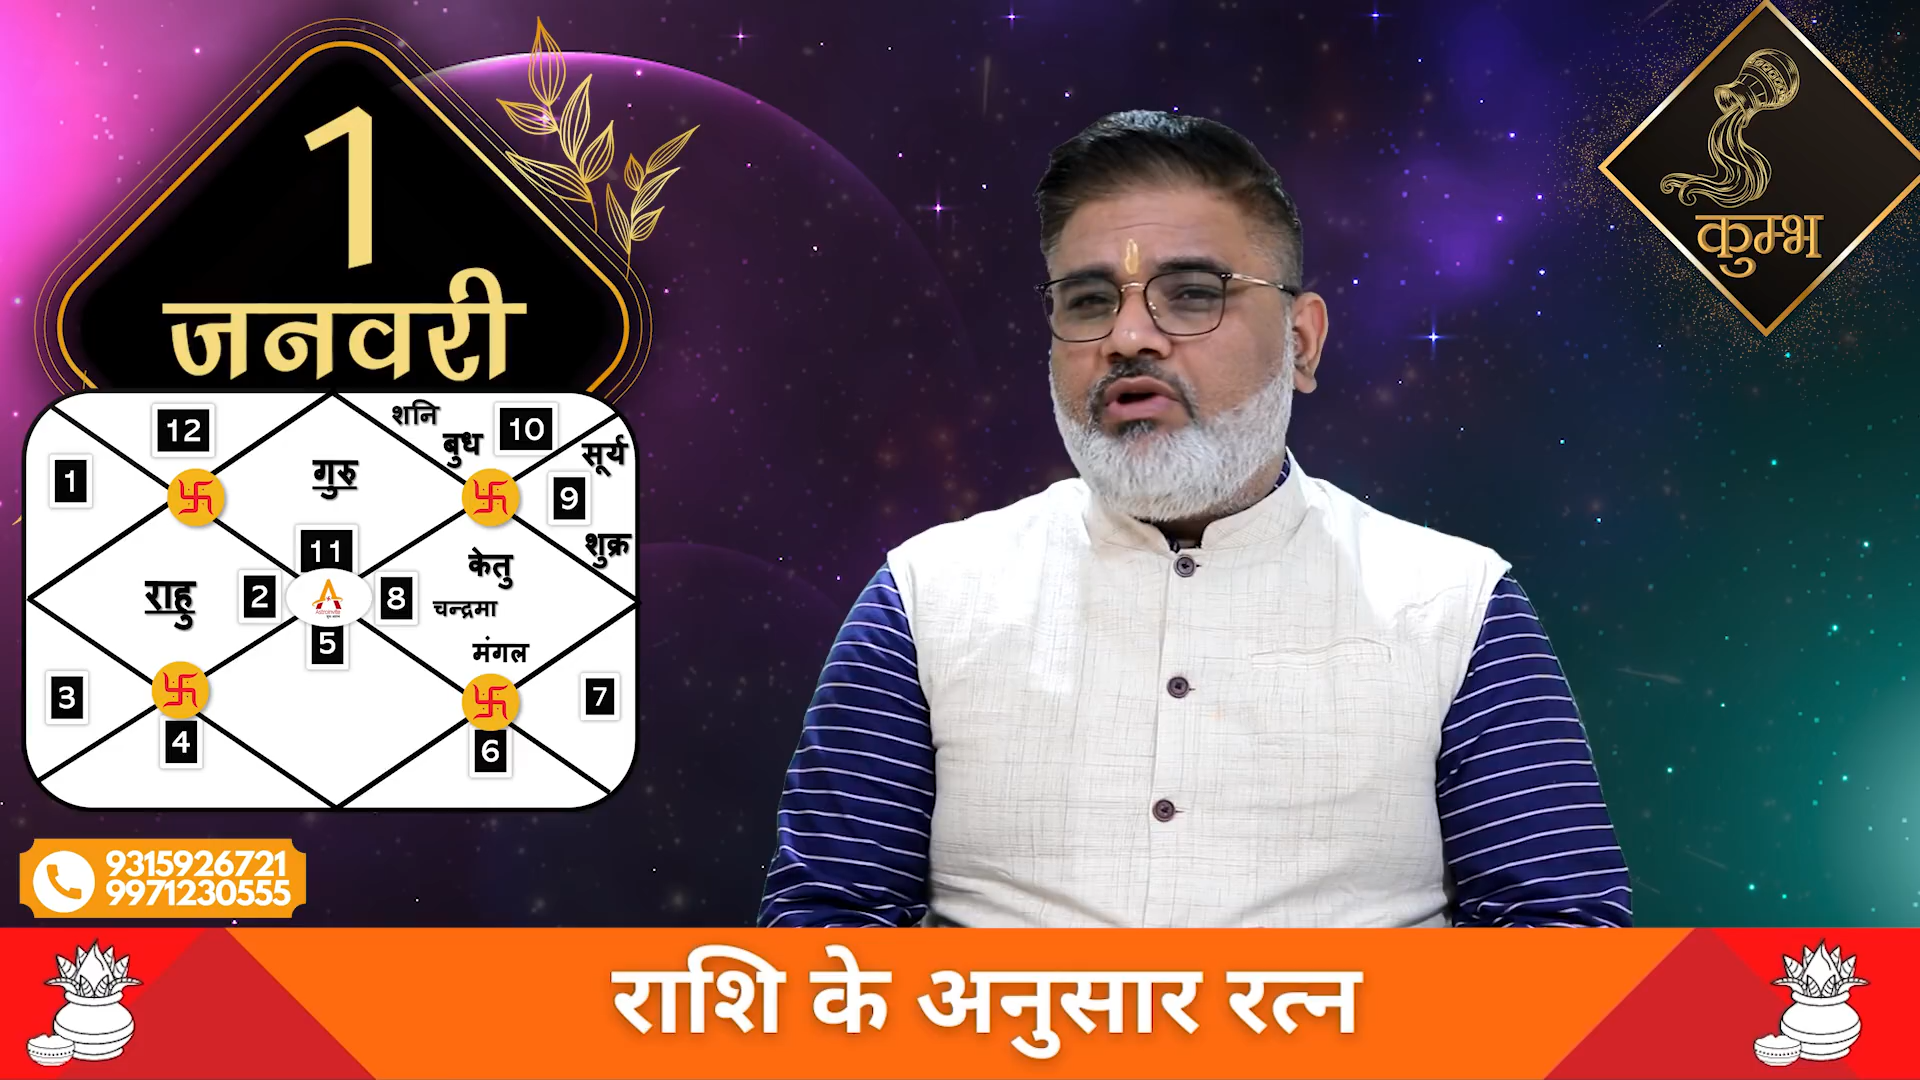 1
जनवरी
कुम्भ
12
शनि
बुध
10
सूर्य
1
गुरु
9
11
शुक्र
केतु
राहु
2
8
चन्द्रमा
5
मंगल
3
7
4
6
9315926721
9971230555
राशि के अनुसार रत्न